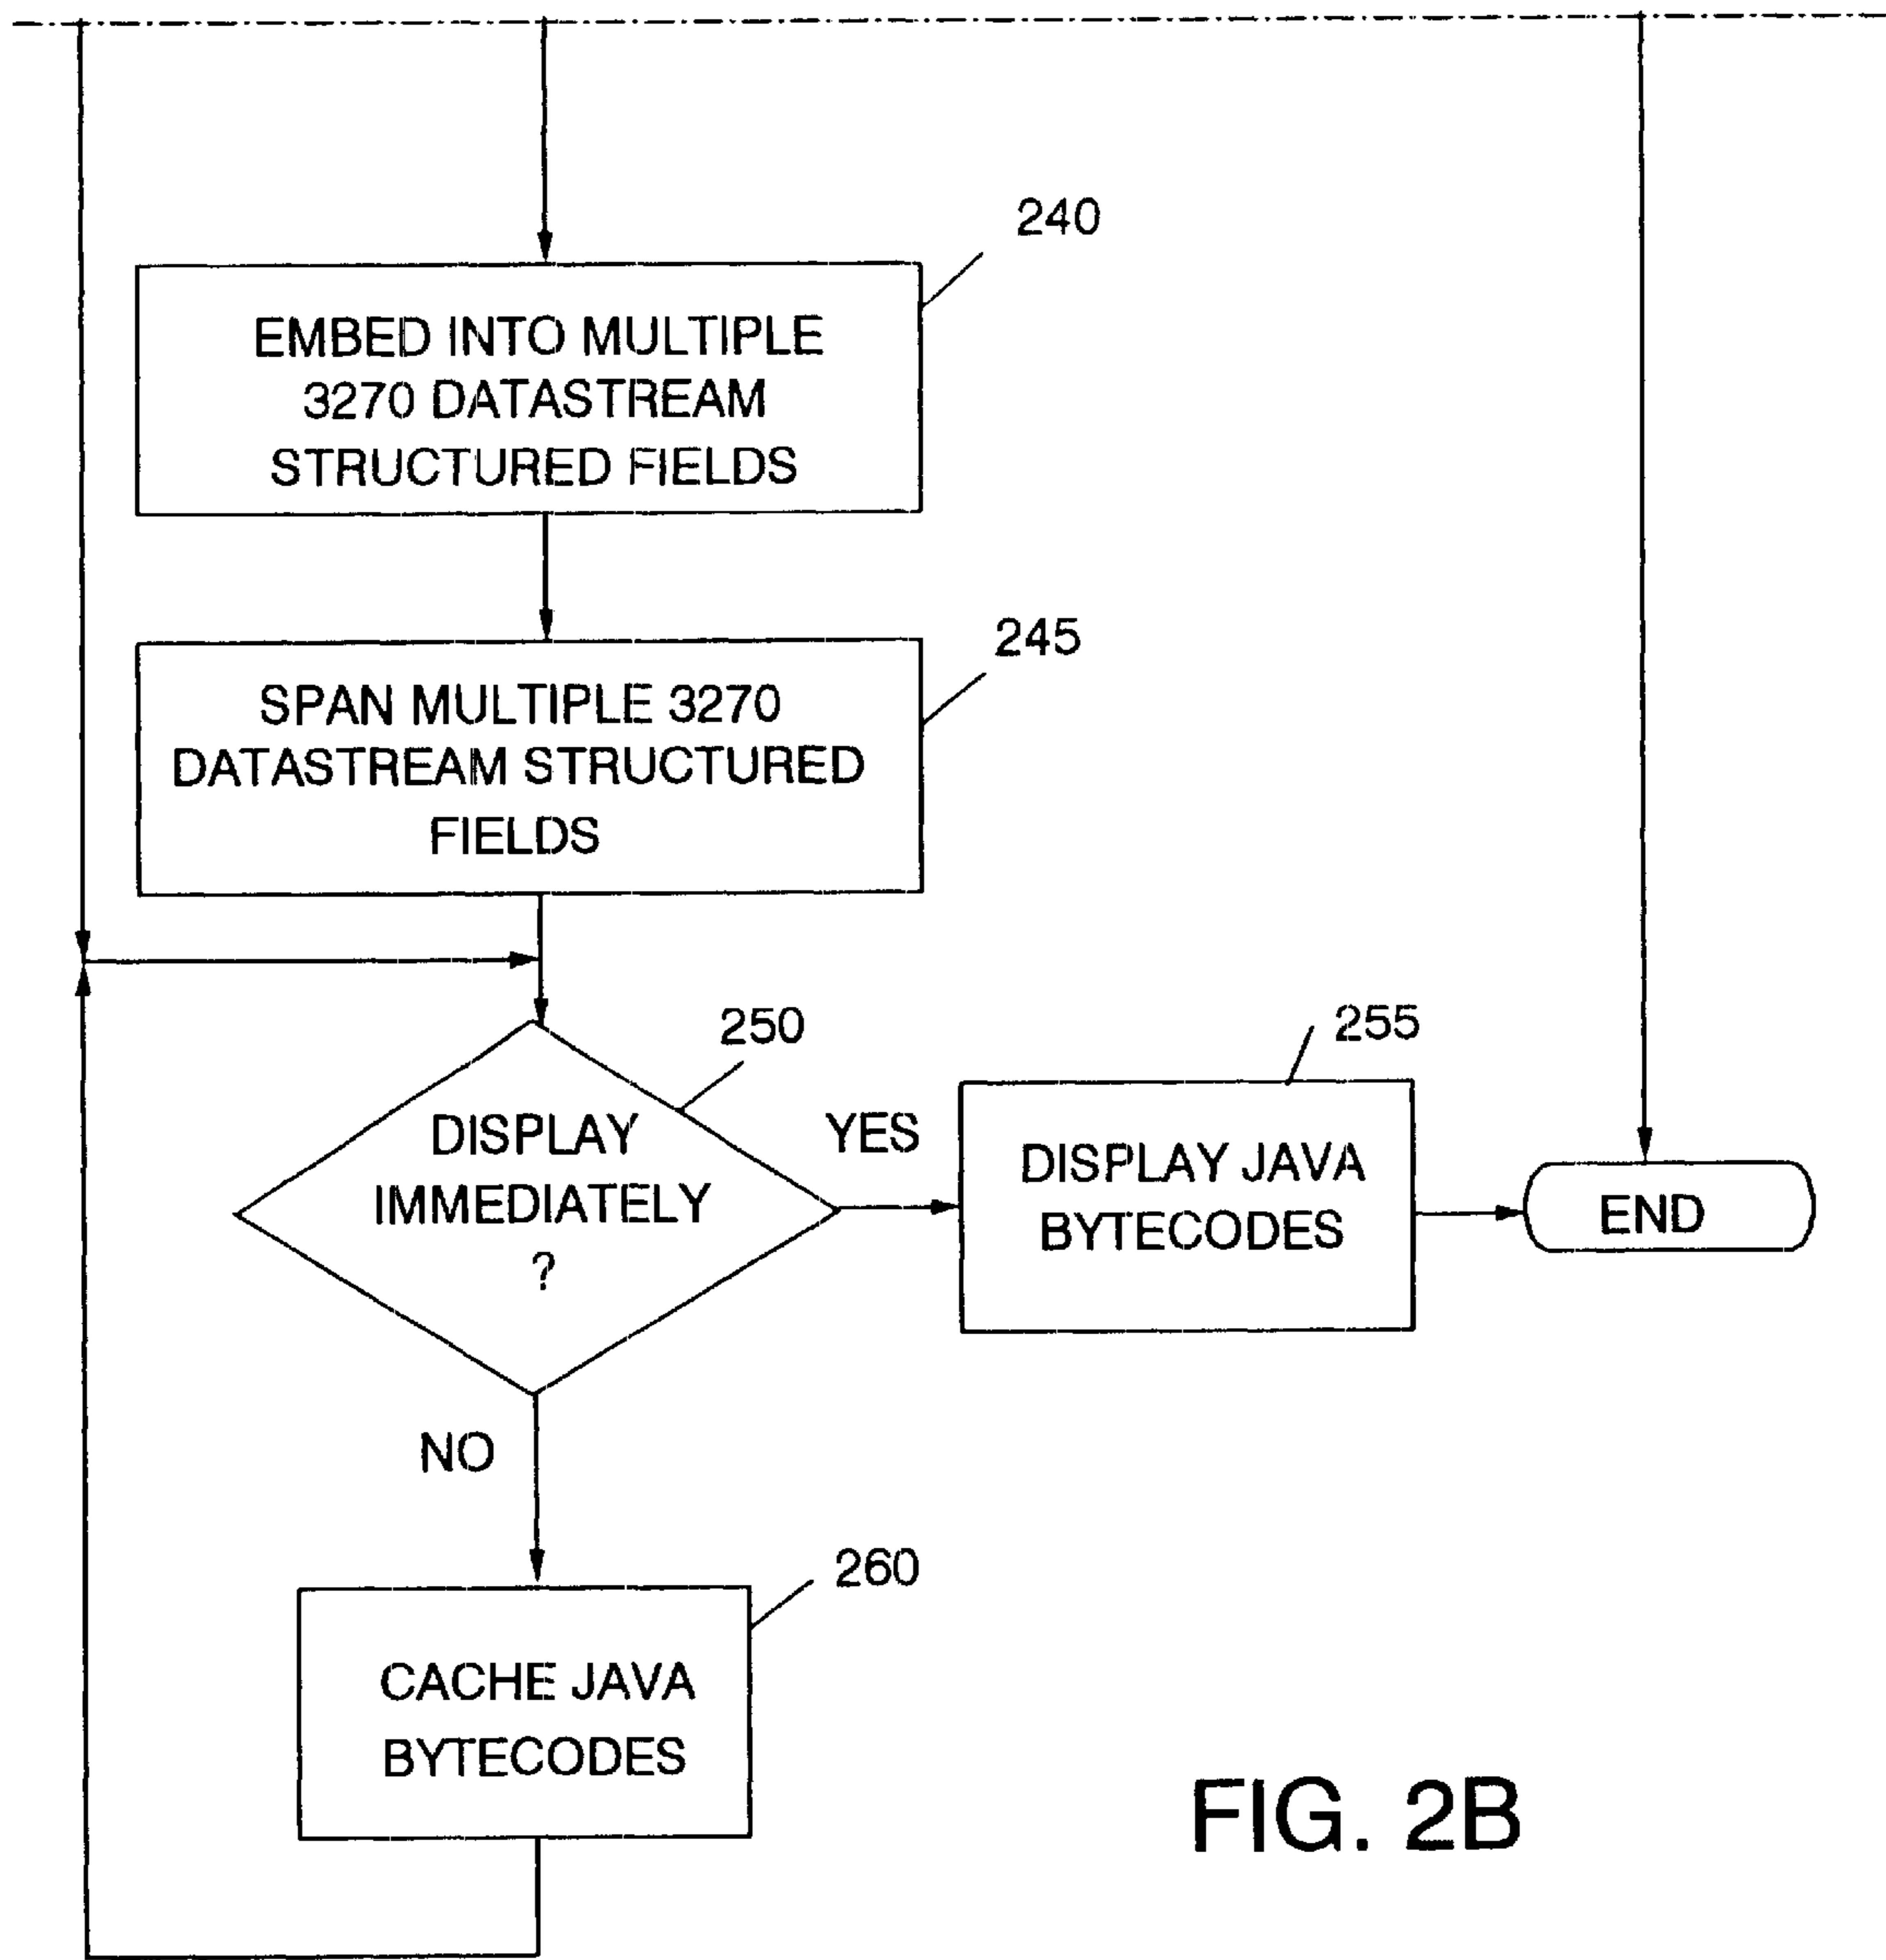 240
EMBED INTO MULTIPLE
3270 DATASTREAM
STRUCTURED FIELDS
245
SPAN MULTIPLE 3270
DATASTREAM STRUCTURED
FIELDS
250
DISPLAY
IMMEDIATELY
?
YES
255
DISPLAY JAVA
BYTECODES
END
NO
260
CACHE JAVA
BYTECODES
FIG. 2B